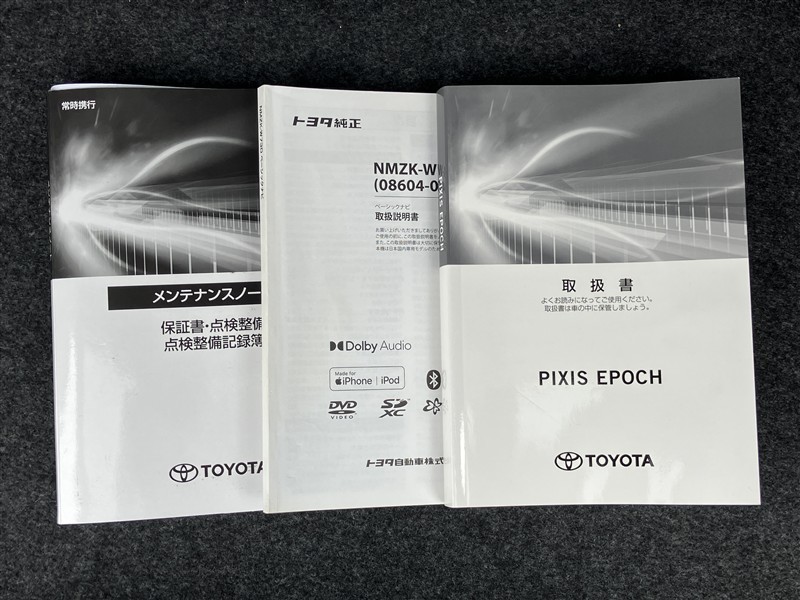 常時携行
メンテナンスノー
保証書・点検整備
点検整備記録簿
TOYOTA
トヨタ純正
NMZK-W
(08604-0
ベーシックナビ
取扱説明書
Dolby Audio
Made for
iPhone | iPod
DVD
VIDEO
SD
XC
トヨタ自動車株式
PIXIS EPOCH
取扱書
よくお読みになってご使用ください。
取扱書は車の中に保管しましょう。
PIXIS EPOCH
TOYOTA